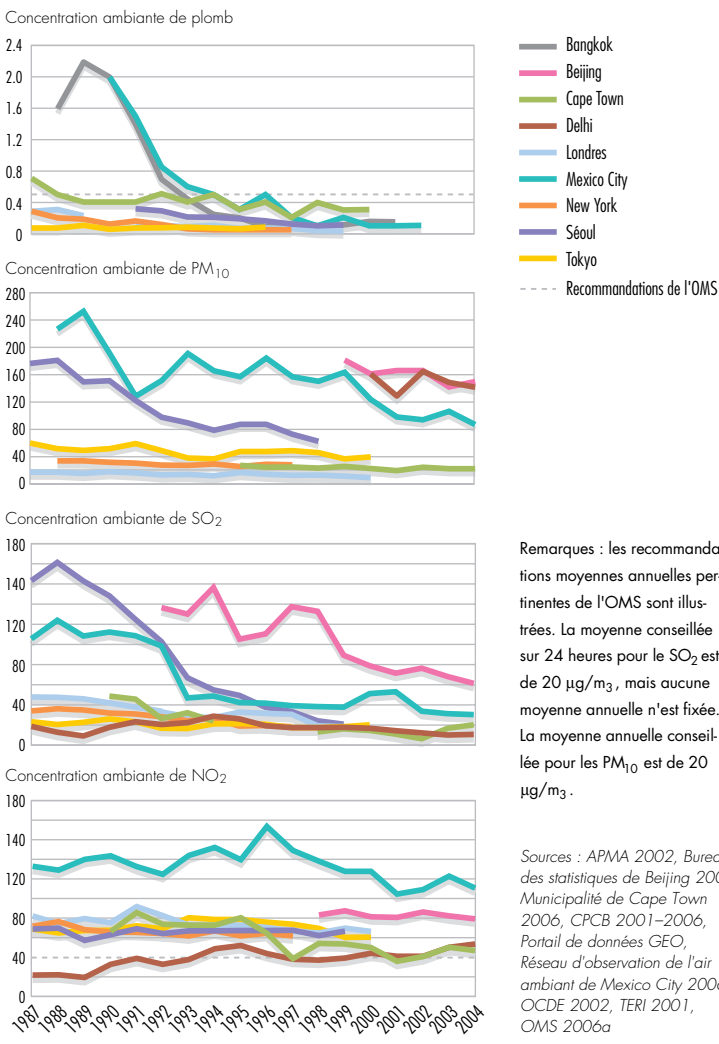 Concentration ambiante de plomb
2.4
2.0
1.6
1.2
0.8
0.4
0
Bangkok
Beijing
Cape Town
Delhi
Londres
Mexico City
New York
Séoul
Tokyo
Recommandations de l'OMS
Concentration ambiante de PM10
280
240
200
160
120
80
40
0
Concentration ambiante de SO2
180
140
120
80
40
0
Remarques : les recommanda-
tions moyennes annuelles per-
tinentes de l'OMS sont illus-
trées. La moyenne conseillée
sur 24 heures pour le SO2 est
de 20 µg/m3, mais aucune
moyenne annuelle n'est fixée.
La moyenne annuelle conseil-
lée pour les PM10 est de 20
µg/m3.
Concentration ambiante de NO2
180
140
120
80
40
0
1987 1988 1989 1990 1991 1992 1993 1994 1995 1996 1997 1998 1999 2000 2001 2002 2003 2004
Sources : APMA 2002,
des statistiques de Beijing
Municipalité de Cape Town
2006, CPCB 2001–2006,
Portail de données GEO,
Réseau d'observation de l'air
ambiant de Mexico City
OCDE 2002, TERI 2001,
OMS 2006a